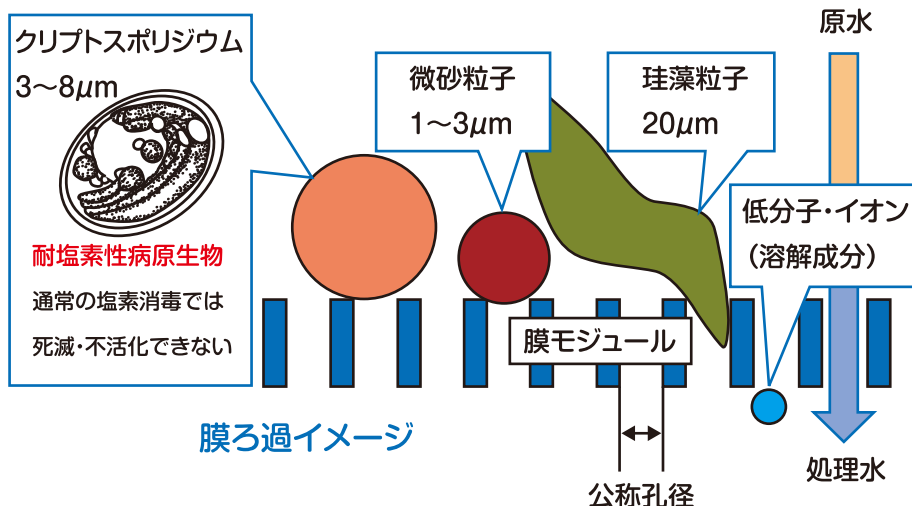 クリプトスポリジウム
3〜8μm
耐塩素性病原生物
通常の塩素消毒では
死滅・不活化できない
微砂粒子
1〜3μm
珪藻粒子
20μm
原水
低分子・イオン
(溶解成分)
膜モジュール
膜ろ過イメージ
公称孔径
処理水